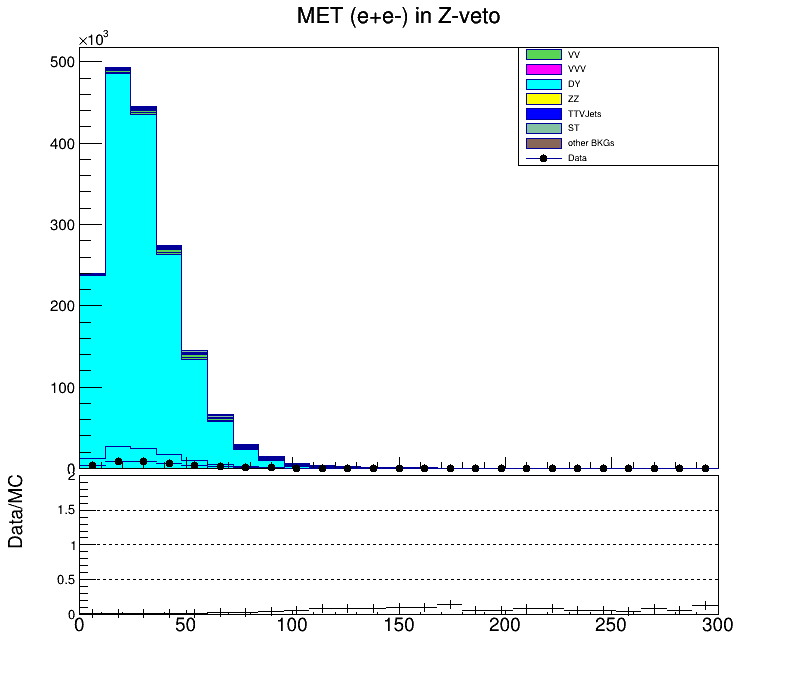 MET (e+e-) in Z-veto
×10³
500
400
300
200
100
0
VV
VVV
DY
ZZ
TTVJets
ST
other BKGs
Data
Data/MC
2
1.5
1
0.5
0
0 50 100 150 200 250 300